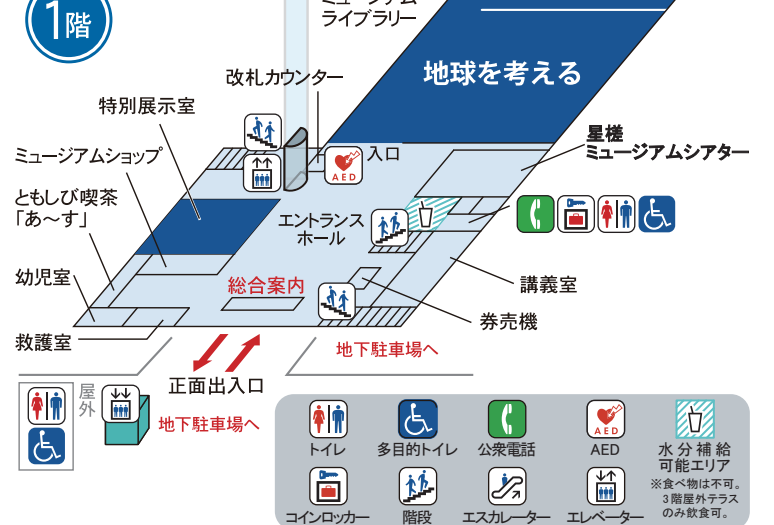 1階
ライブラリー
改札カウンター
地球を考える
特別展示室
入口
AED
星槎
ミュージアムシアター
ミュージアムショップ
ともしび喫茶
「あ～す」
エントランス
ホール
幼児室
総合案内
講義室
券売機
救護室
地下駐車場へ
正面出入口
屋外
地下駐車場へ
トイレ
多目的トイレ
公衆電話
AED
AED
水分補給
可能エリア
※食べ物は不可。
3階屋外テラス
のみ飲食可。
コインロッカー
階段
エスカレーター
エレベーター